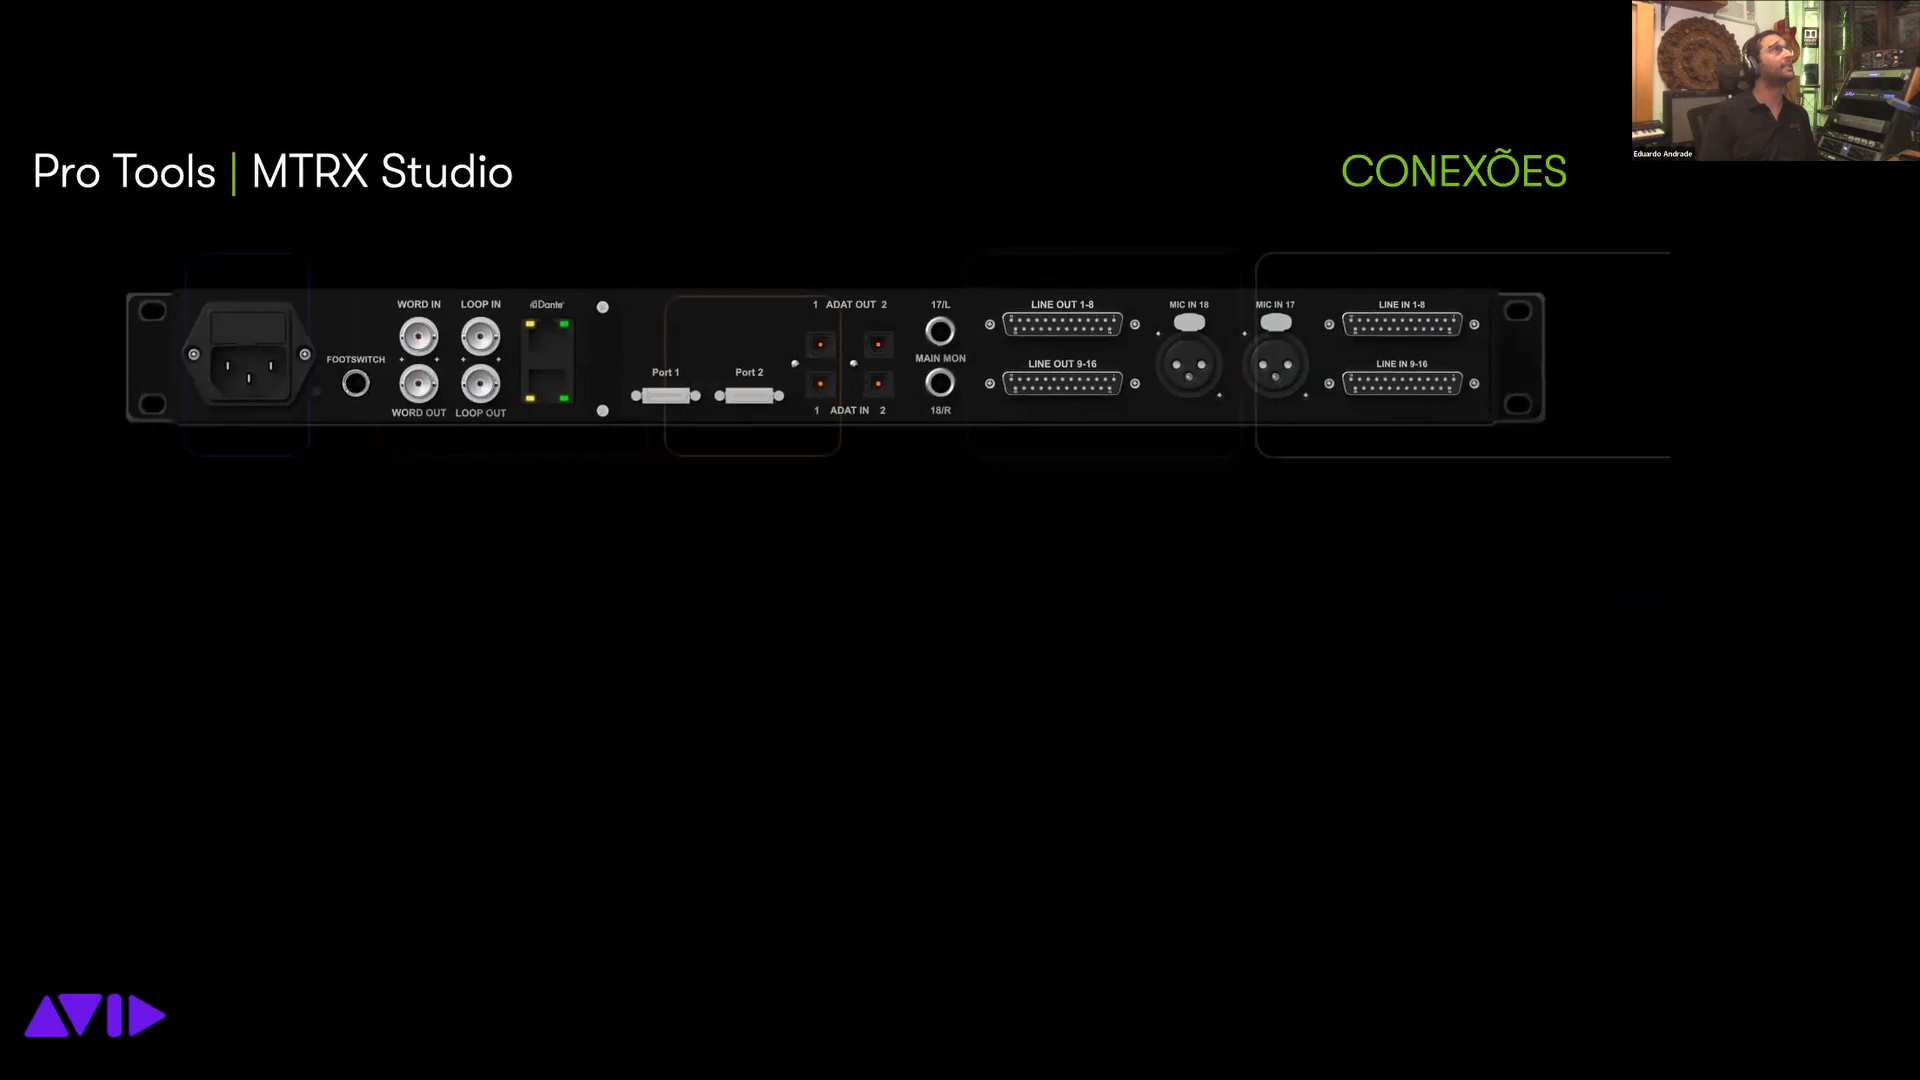 Eduardo Andrade
Pro Tools | MTRX Studio
CONEXÕES
WORD IN
LOOP IN
Dante
1 ADAT OUT 2
17/L
LINE OUT 1-8
MIC IN 18
MIC IN 17
LINE IN 1-8
FOOTSWITCH
MAIN MON
LINE OUT 9-16
LINE IN 9-16
Port 1
Port 2
WORD OUT
LOOP OUT
1 ADAT IN 2
18/R
AVID